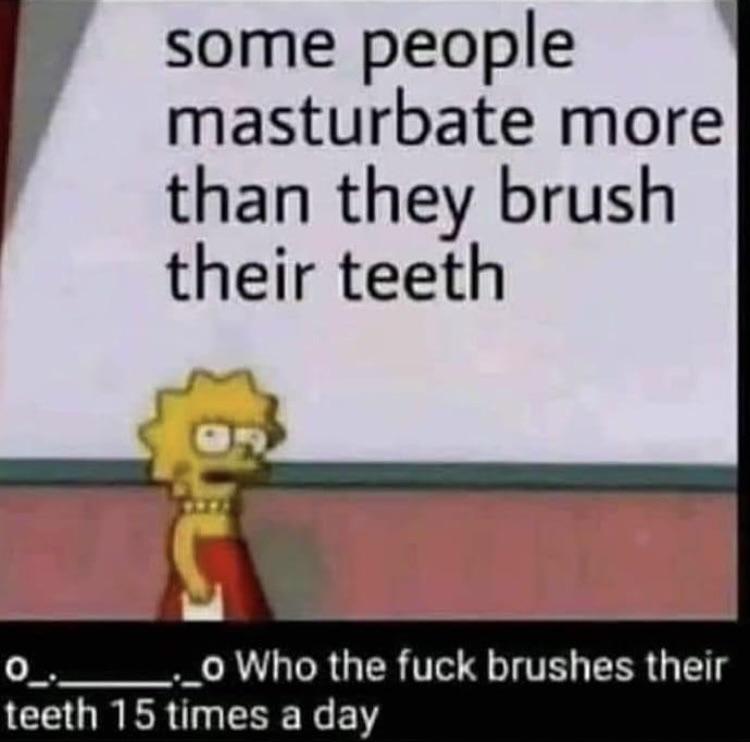 some people
masturbate more
than they brush
their teeth
o_.______._o Who the fuck brushes their
teeth 15 times a day